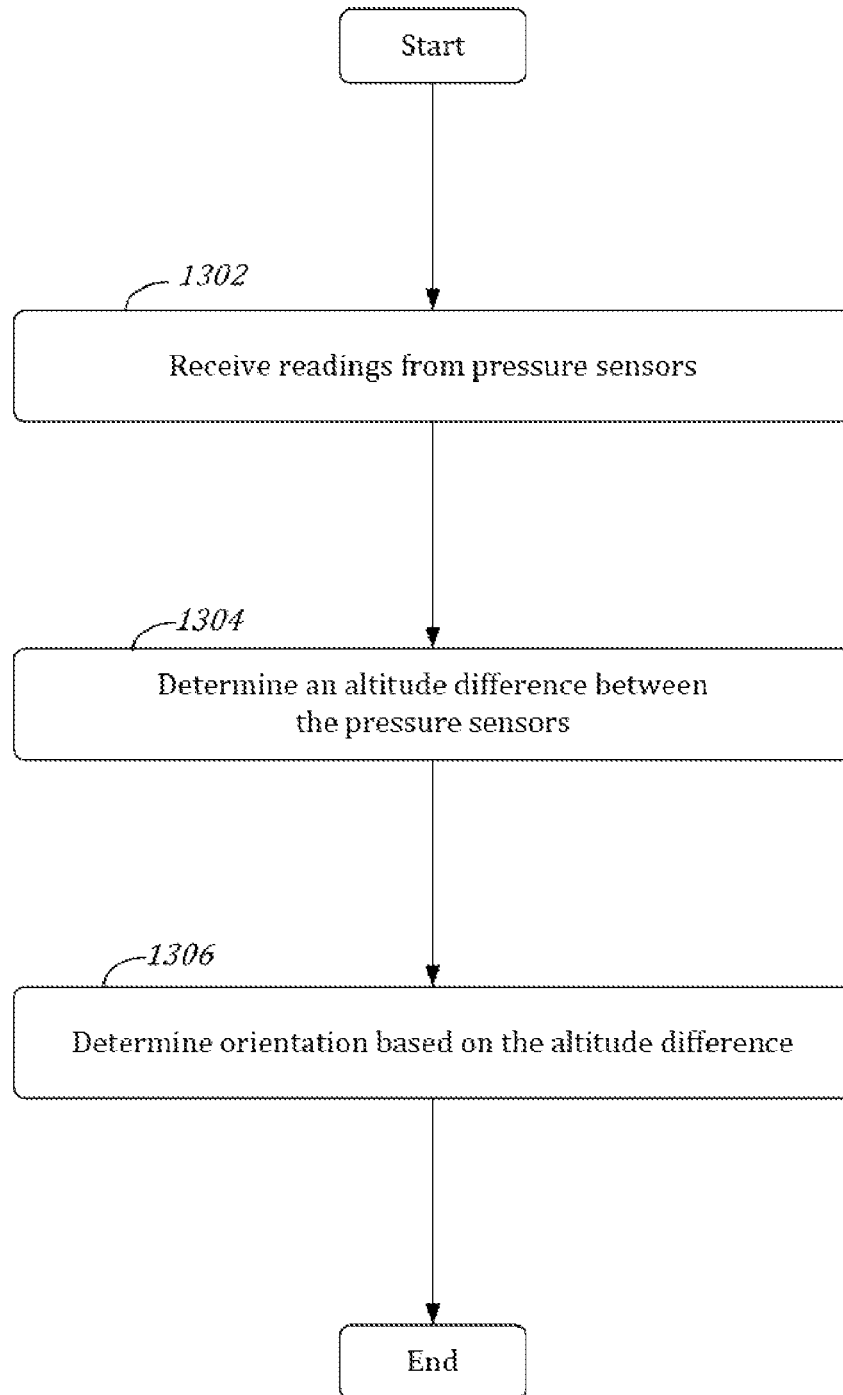 Start
1302
Receive readings from pressure sensors
1304
Determine an altitude difference between
the pressure sensors
1306
Determine orientation based on the altitude difference
End